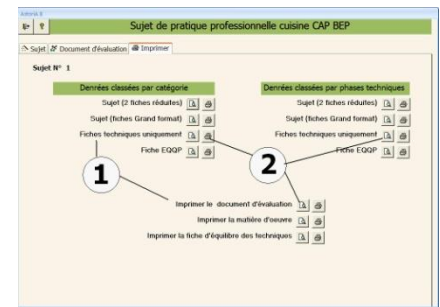 Sujet de pratique professionnelle cuisine CAP BEP
Sujet Document d'évaluation Imprimer
Sujet N° 1
Denrées classées par catégorie
Sujet (2 fiches réduites)
Sujet (fiches Grand format)
Fiches techniques uniquement
Fiche EQQP
Denrées classées par phases techniques
Sujet (2 fiches réduites)
Sujet (fiches Grand format)
Fiches techniques uniquement
Fiche EQQP
1
2
Imprimer le document d'évaluation
Imprimer la matière d'oeuvre
Imprimer la fiche d'équilibre des techniques